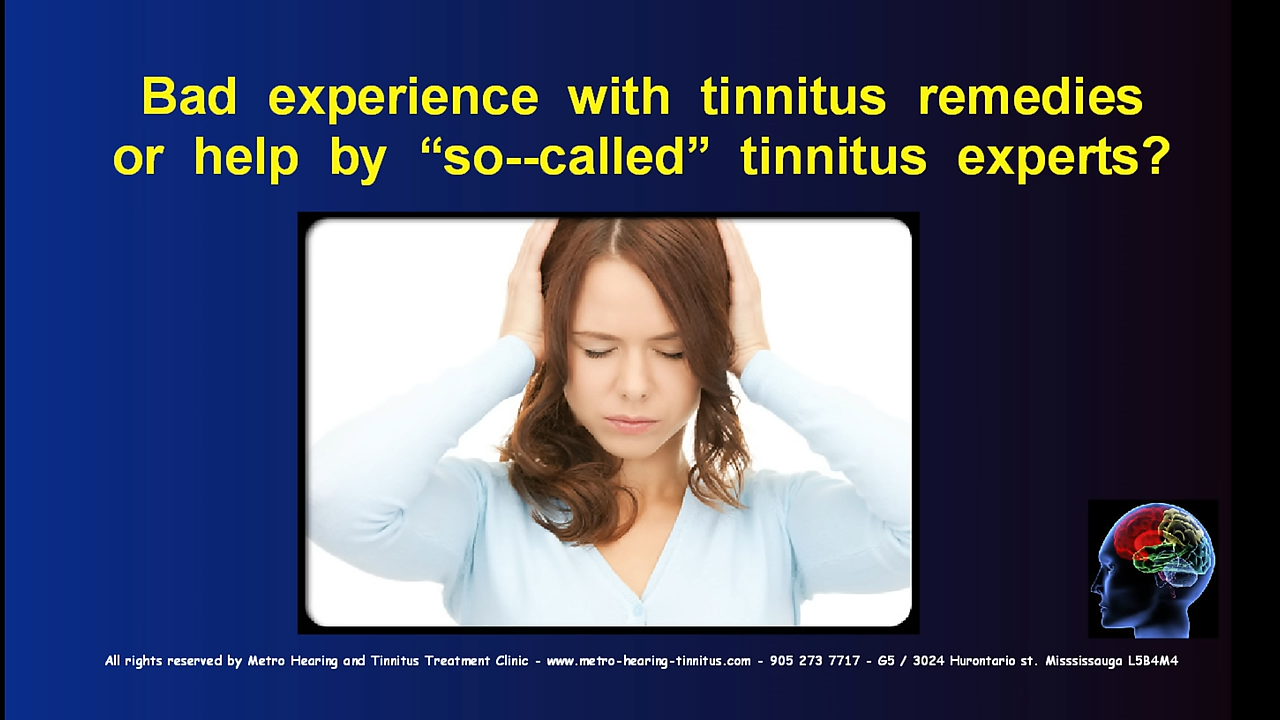 Bad experience with tinnitus remedies
or help by “so--called” tinnitus experts?
All rights reserved by Metro Hearing and Tinnitus Treatment Clinic - www.metro-hearing-tinnitus.com - 905 273 7717 - G5 / 3024 Hurontario st. Misssissauga L5B4M4